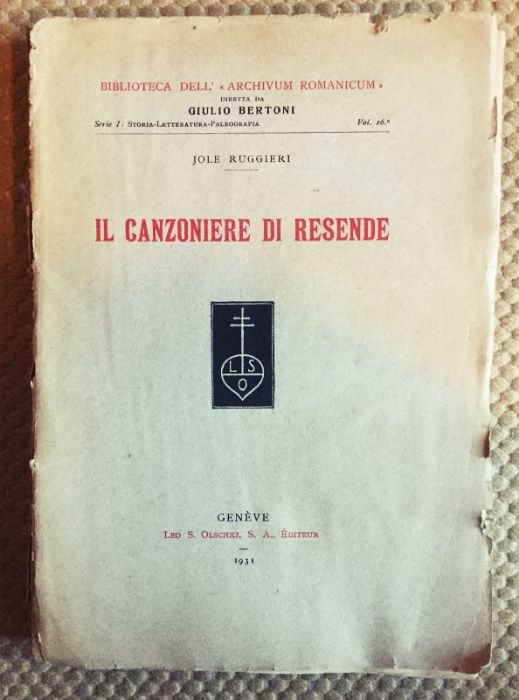 BIBLIOTECA DELL' « ARCHIVUM ROMANICUM »
DIRETTA DA
GIULIO BERTONI
Serie I: STORIA-LETTERATURA-PALEOGRAFIA Vol. 16.º
JOLE RUGGIERI
IL CANZONIERE DI RESENDE
L S
O
GENÈVE
LEO S. OLSCHKI, S. A., ÉDITEUR
1931